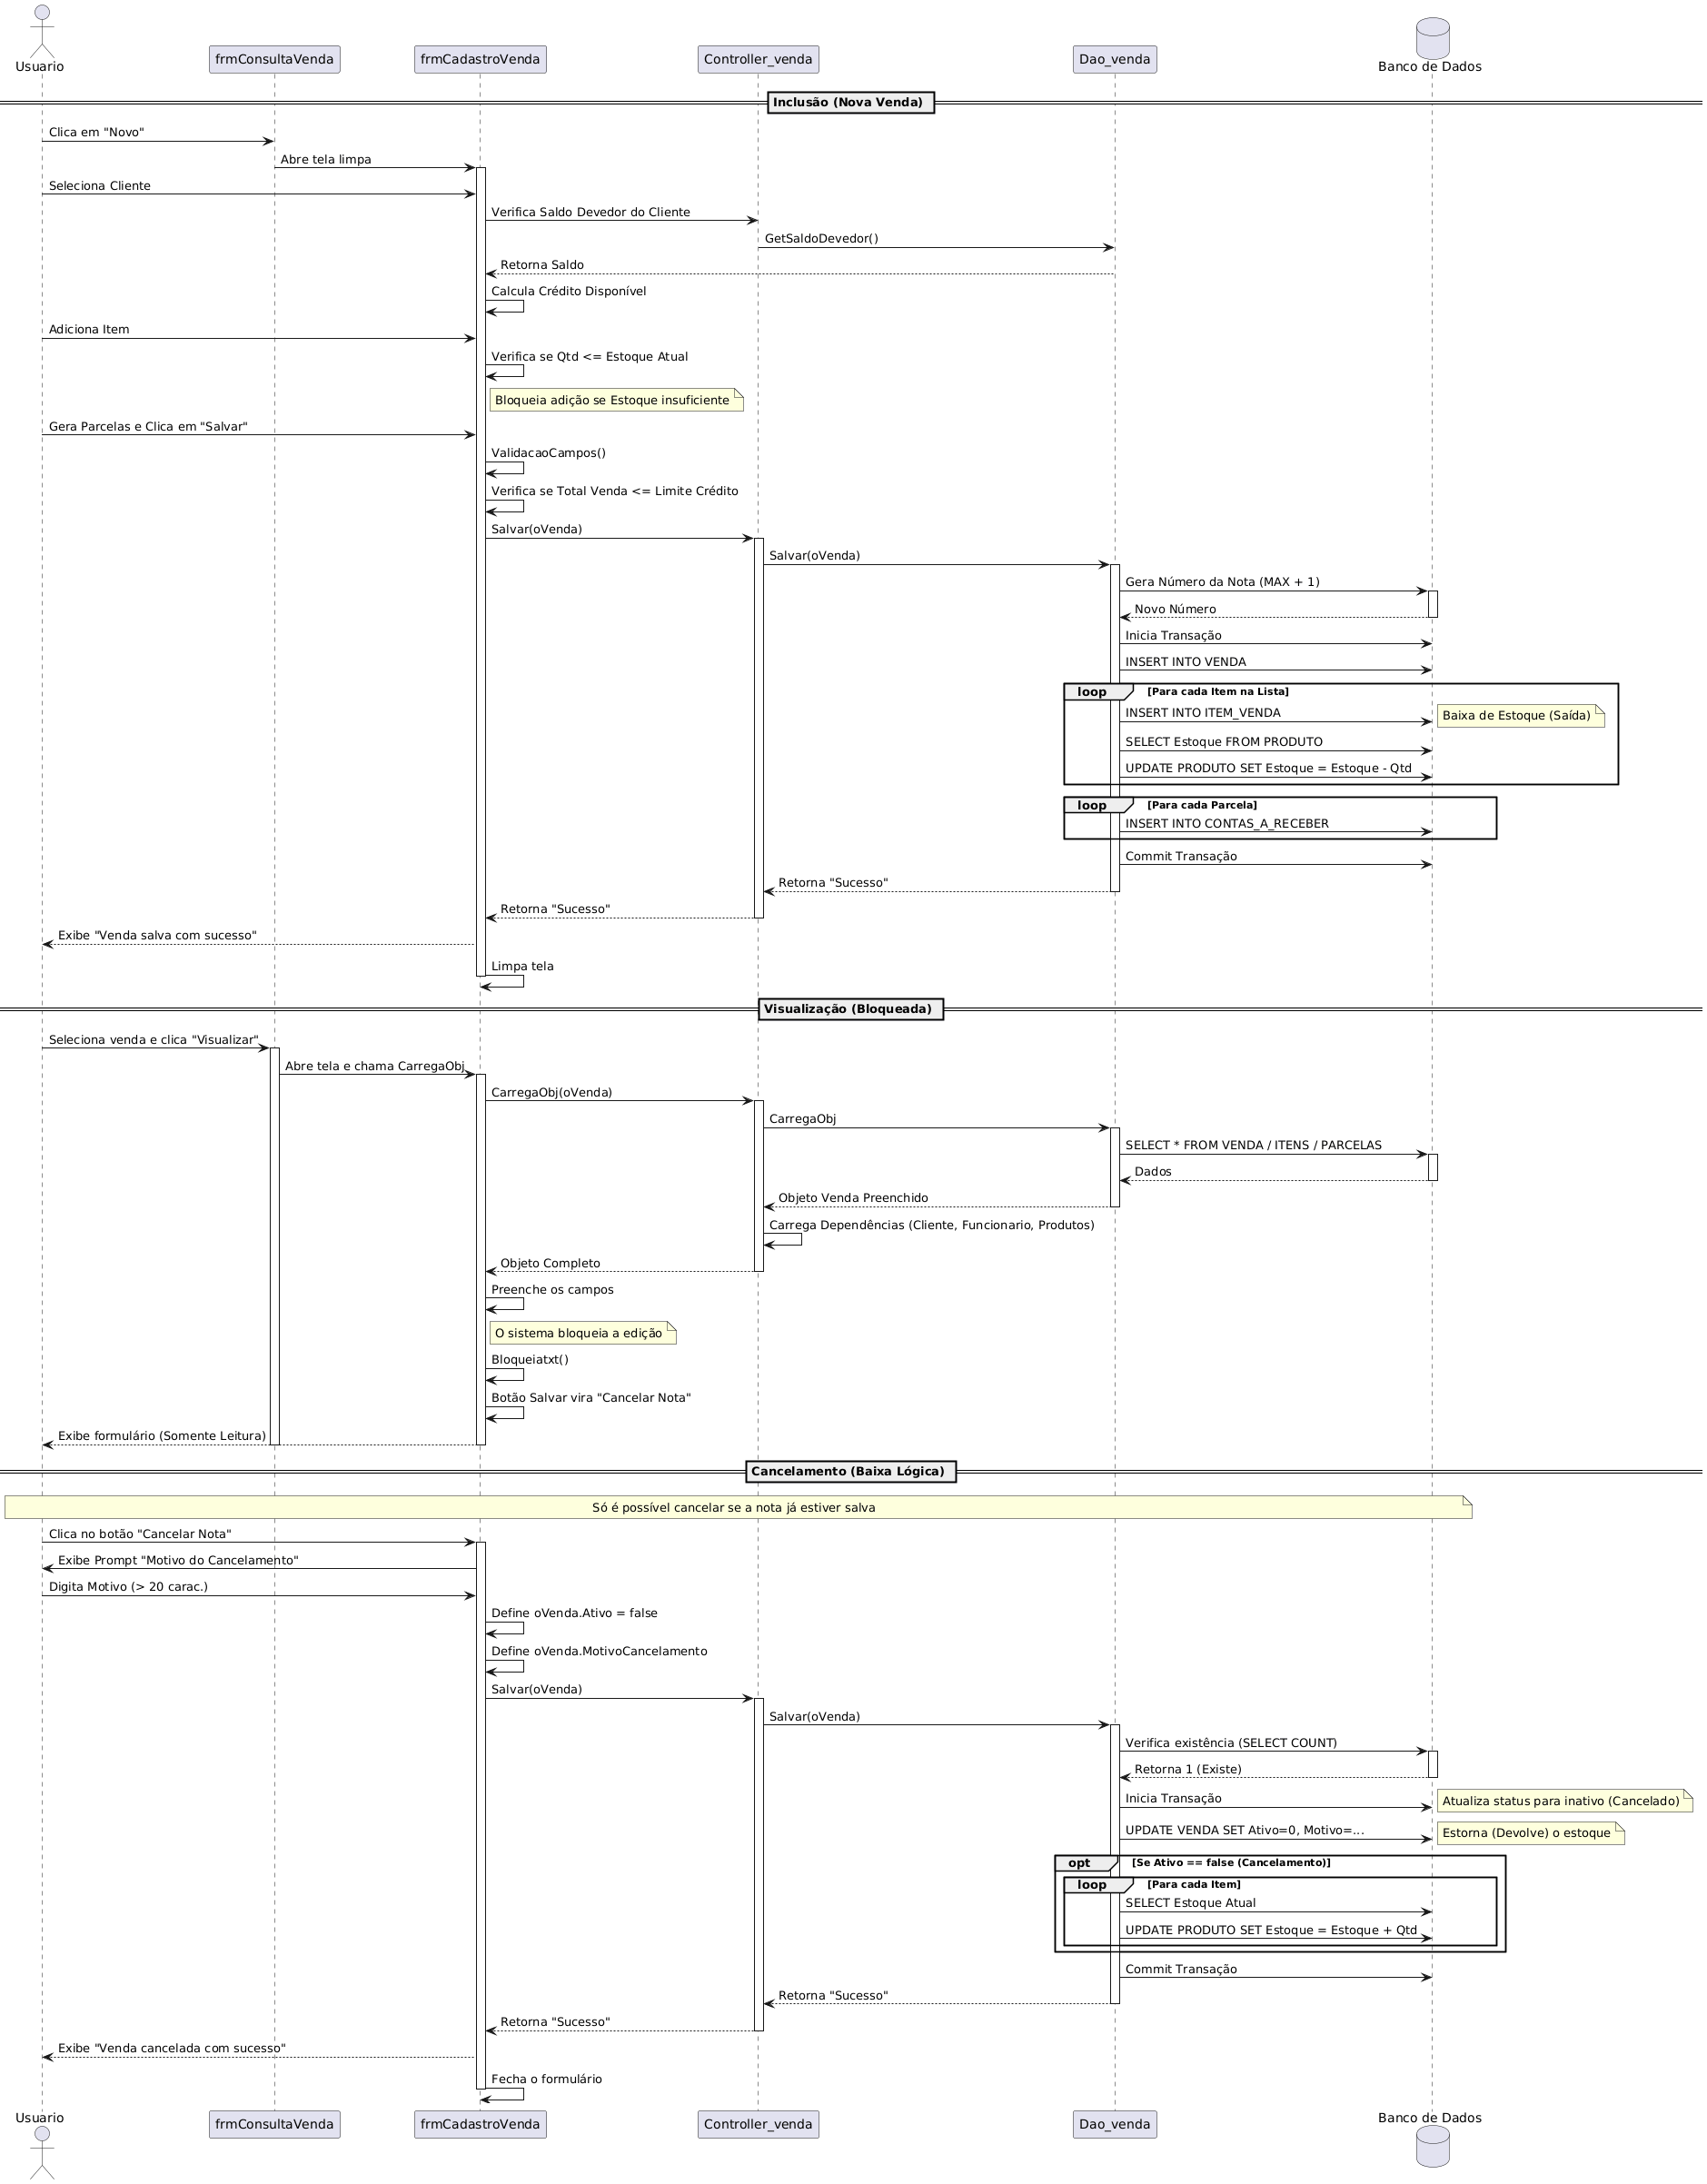 Usuario
frmConsultaVenda
frmCadastroVenda
Controller_venda
Dao_venda
Banco de Dados
Inclusão (Nova Venda)
Clica em "Novo"
Abre tela limpa
Seleciona Cliente
Verifica Saldo Devedor do Cliente
GetSaldoDevedor()
Retorna Saldo
Calcula Crédito Disponível
Adiciona Item
Verifica se Qtd <= Estoque Atual
Bloqueia adição se Estoque insuficiente
Gera Parcelas e Clica em "Salvar"
ValidacaoCampos()
Verifica se Total Venda <= Limite Crédito
Salvar(oVenda)
Salvar(oVenda)
Gera Número da Nota (MAX + 1)
Novo Número
Inicia Transação
INSERT INTO VENDA
loop
[Para cada Item na Lista]
INSERT INTO ITEM_VENDA
Baixa de Estoque (Saída)
SELECT Estoque FROM PRODUTO
UPDATE PRODUTO SET Estoque = Estoque - Qtd
loop
[Para cada Parcela]
INSERT INTO CONTAS_A_RECEBER
Commit Transação
Retorna "Sucesso"
Retorna "Sucesso"
Exibe "Venda salva com sucesso"
Limpa tela
Visualização (Bloqueada)
Seleciona venda e clica "Visualizar"
Abre tela e chama CarregaObj
CarregaObj(oVenda)
CarregaObj
SELECT * FROM VENDA / ITENS / PARCELAS
Dados
Objeto Venda Preenchido
Carrega Dependências (Cliente, Funcionario, Produtos)
Objeto Completo
Preenche os campos
O sistema bloqueia a edição
Bloqueiatxt()
Botão Salvar vira "Cancelar Nota"
Exibe formulário (Somente Leitura)
Cancelamento (Baixa Lógica)
Só é possível cancelar se a nota já estiver salva
Clica no botão "Cancelar Nota"
Exibe Prompt "Motivo do Cancelamento"
Digita Motivo (> 20 carac.)
Define oVenda.Ativo = false
Define oVenda.MotivoCancelamento
Salvar(oVenda)
Salvar(oVenda)
Verifica existência (SELECT COUNT)
Retorna 1 (Existe)
Inicia Transação
Atualiza status para inativo (Cancelado)
UPDATE VENDA SET Ativo=0, Motivo=...
Estorna (Devolve) o estoque
opt
[Se Ativo == false (Cancelamento)]
loop
[Para cada Item]
SELECT Estoque Atual
UPDATE PRODUTO SET Estoque = Estoque + Qtd
Commit Transação
Retorna "Sucesso"
Retorna "Sucesso"
Exibe "Venda cancelada com sucesso"
Fecha o formulário
Usuario
frmConsultaVenda
frmCadastroVenda
Controller_venda
Dao_venda
Banco de Dados